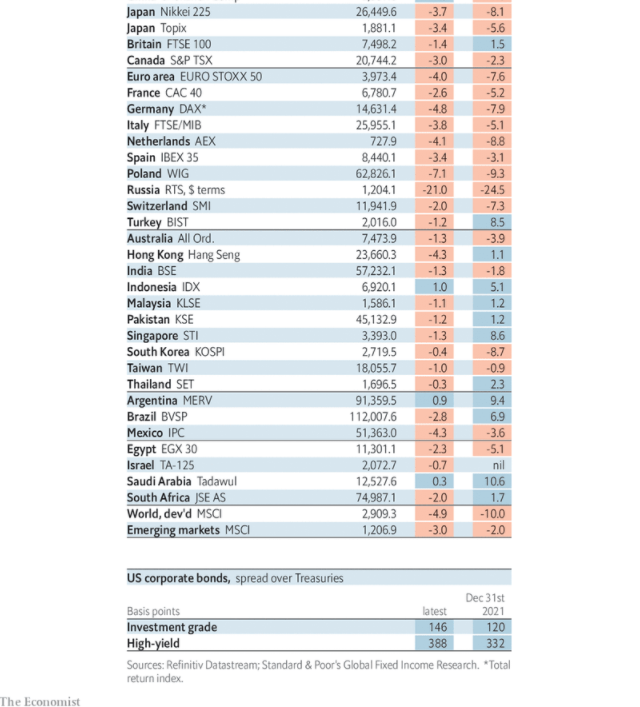 Japan Nikkei 225 26,449.6 -3.7 -8.1
Japan Topix 1,881.1 -3.4 -5.6
Britain FTSE 100 7,498.2 -1.4 1.5
Canada S&P TSX 20,744.2 -3.0 -2.3
Euro area EURO STOXX 50 3,973.4 -4.0 -7.6
France CAC 40 6,780.7 -2.6 -5.2
Germany DAX* 14,631.4 -4.8 -7.9
Italy FTSE/MIB 25,955.1 -3.8 -5.1
Netherlands AEX 727.9 -4.1 -8.8
Spain IBEX 35 8,440.1 -3.4 -3.1
Poland WIG 62,826.1 -7.1 -9.3
Russia RTS, $ terms 1,204.1 -21.0 -24.5
Switzerland SMI 11,941.9 -2.0 -7.3
Turkey BIST 2,016.0 -1.2 8.5
Australia All Ord. 7,473.9 -1.3 -3.9
Hong Kong Hang Seng 23,660.3 -4.3 1.1
India BSE 57,232.1 -1.3 -1.8
Indonesia IDX 6,920.1 1.0 5.1
Malaysia KLSE 1,586.1 -1.1 1.2
Pakistan KSE 45,132.9 -1.2 1.2
Singapore STI 3,393.0 -1.3 8.6
South Korea KOSPI 2,719.5 -0.4 -8.7
Taiwan TWI 18,055.7 -1.0 -0.9
Thailand SET 1,696.5 -0.3 2.3
Argentina MERV 91,359.5 0.9 9.4
Brazil BVSP 112,007.6 -2.8 6.9
Mexico IPC 51,363.0 -4.3 -3.6
Egypt EGX 30 11,301.1 -2.3 -5.1
Israel TA-125 2,072.7 -0.7 nil
Saudi Arabia Tadawul 12,527.6 0.3 10.6
South Africa JSE AS 74,987.1 -2.0 1.7
World, dev'd MSCI 2,909.3 -4.9 -10.0
Emerging markets MSCI 1,206.9 -3.0 -2.0
US corporate bonds, spread over Treasuries
Dec 31st
Basis points latest 2021
Investment grade 146 120
High-yield 388 332
Sources: Refinitiv Datastream; Standard & Poor's Global Fixed Income Research. *Total
return index.
The Economist